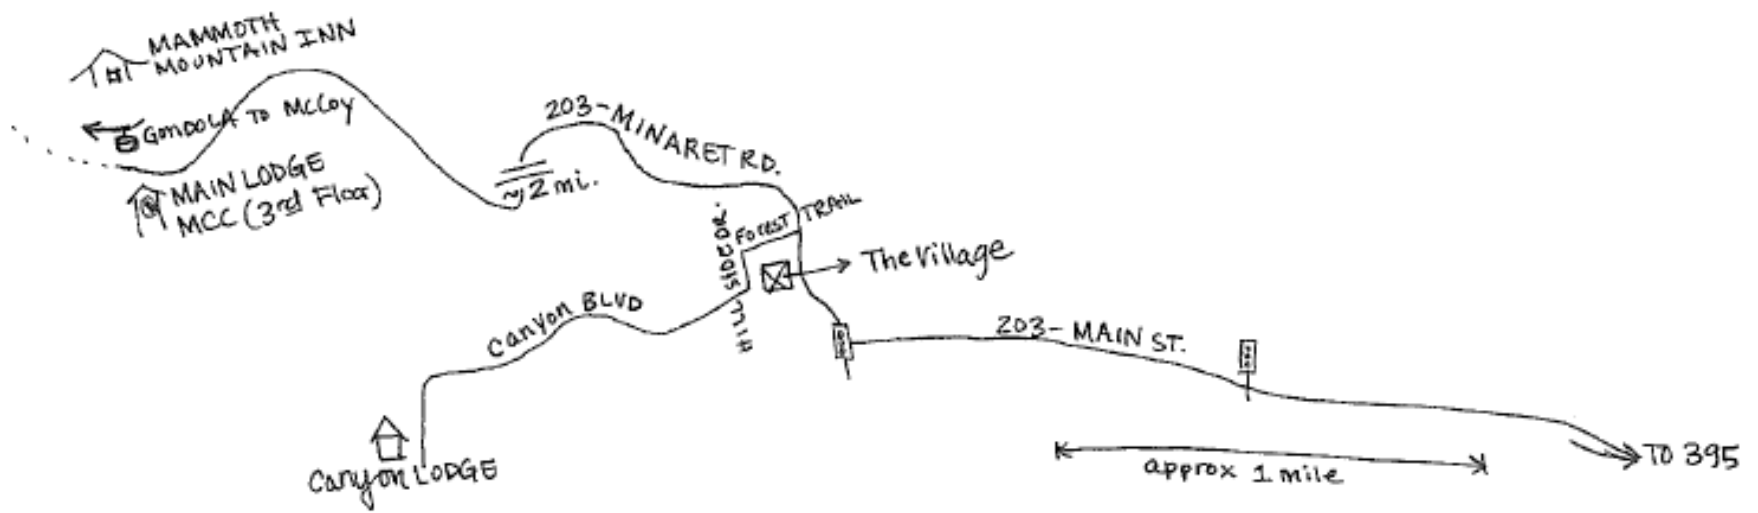 MAMMOTH
MOUNTAIN INN
GONDOLA TO McCoy
MAIN LODGE
MCC (3rd Floor)
203-MINARET RD.
~2 mi.
FOREST TRAIL
HILLSIDE DR.
The Village
Canyon BLVD
203- MAIN ST.
Canyon LODGE
approx 1 mile
TO 395